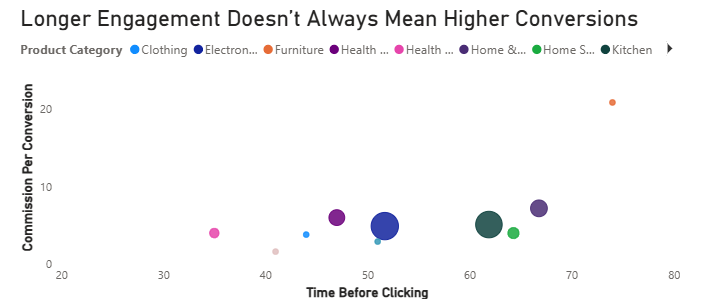 Longer Engagement Doesn't Always Mean Higher Conversions
Product Category Clothing Electron... Furniture Health ... Health ... Home &... Home S... Kitchen
Commission Per Conversion
20
10
0
20 30 40 50 60 70 80
Time Before Clicking